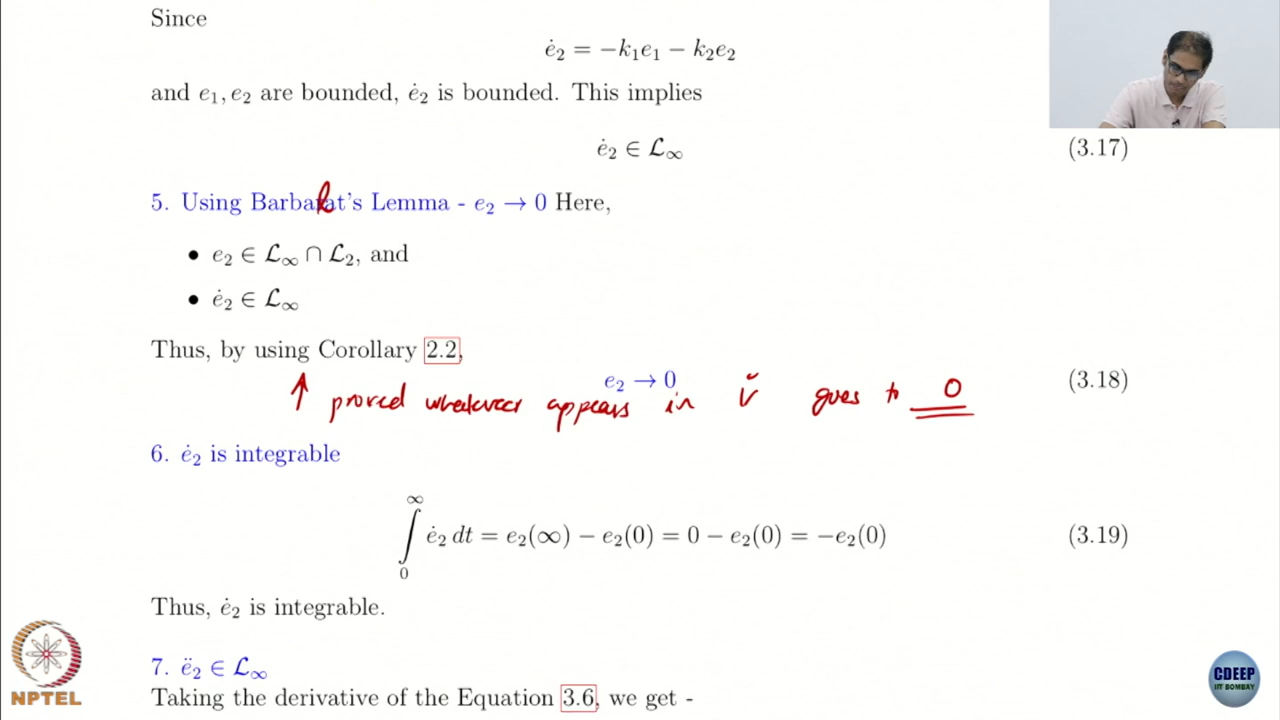 Since
ė₂ = −k₁e₁ − k₂e₂
and e₁, e₂ are bounded, ė₂ is bounded. This implies
ė₂ ∈ ℒ∞ (3.17)
5. Using Barbalat's Lemma - e₂ → 0 Here,
• e₂ ∈ ℒ∞ ∩ ℒ₂, and
• ė₂ ∈ ℒ∞
Thus, by using Corollary 2.2,
e₂ → 0 (3.18)
↑ proved whatever appears in V̇ goes to 0
6. ė₂ is integrable
∫₀^∞ ė₂ dt = e₂(∞) − e₂(0) = 0 − e₂(0) = −e₂(0) (3.19)
Thus, ė₂ is integrable.
7. ë₂ ∈ ℒ∞
Taking the derivative of the Equation 3.6, we get -
NPTEL
CDEEP
IIT BOMBAY